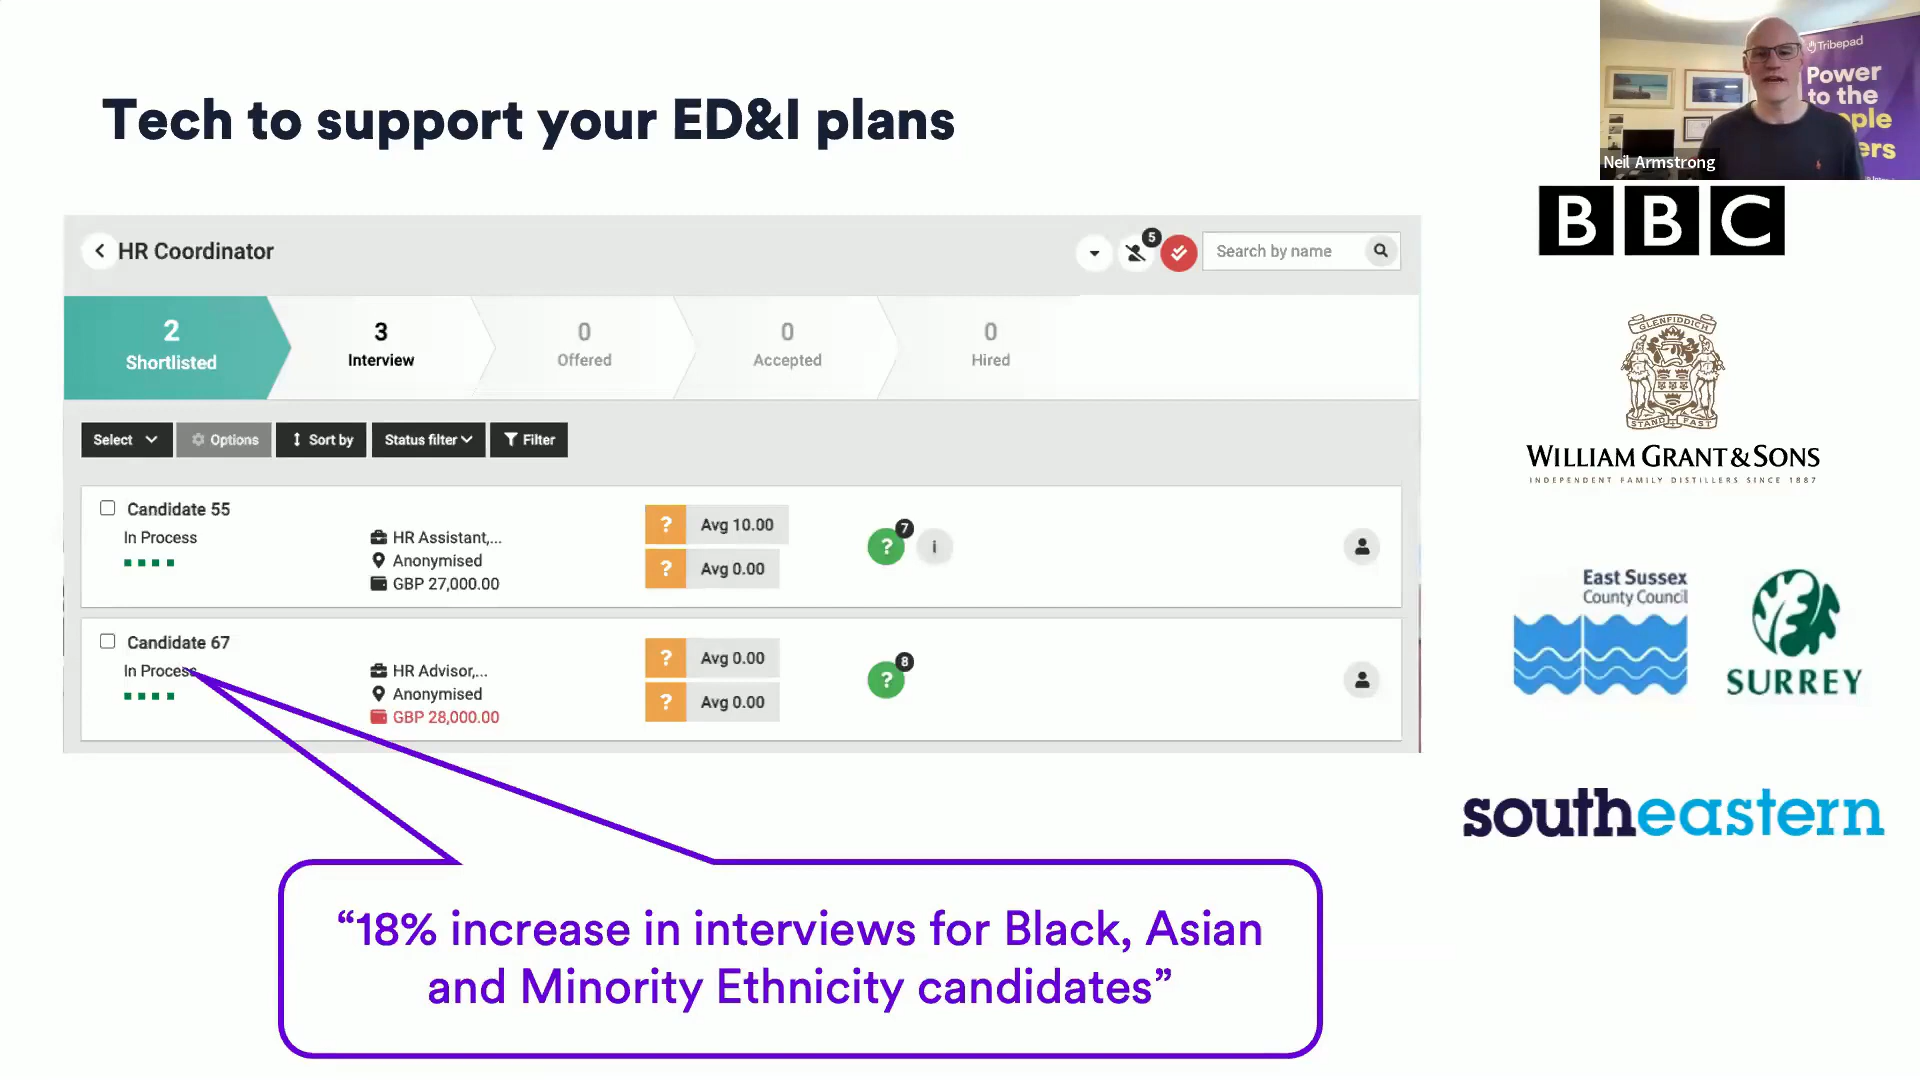 Tech to support your ED&I plans
Tribepad
Power
to the
ople
ers
Neil Armstrong
BBC
HR Coordinator
5
Search by name
2
Shortlisted
3
Interview
0
Offered
0
Accepted
0
Hired
Select
Options
Sort by
Status filter
Filter
Candidate 55
In Process
HR Assistant,...
Anonymised
GBP 27,000.00
? Avg 10.00
? Avg 0.00
? 7
i
Candidate 67
In Process
HR Advisor,...
Anonymised
GBP 28,000.00
? Avg 0.00
? Avg 0.00
? 8
GLENFIDDICH
STAND FAST
WILLIAM GRANT & SONS
INDEPENDENT FAMILY DISTILLERS SINCE 1887
East Sussex
County Council
SURREY
southeastern
“18% increase in interviews for Black, Asian
and Minority Ethnicity candidates”